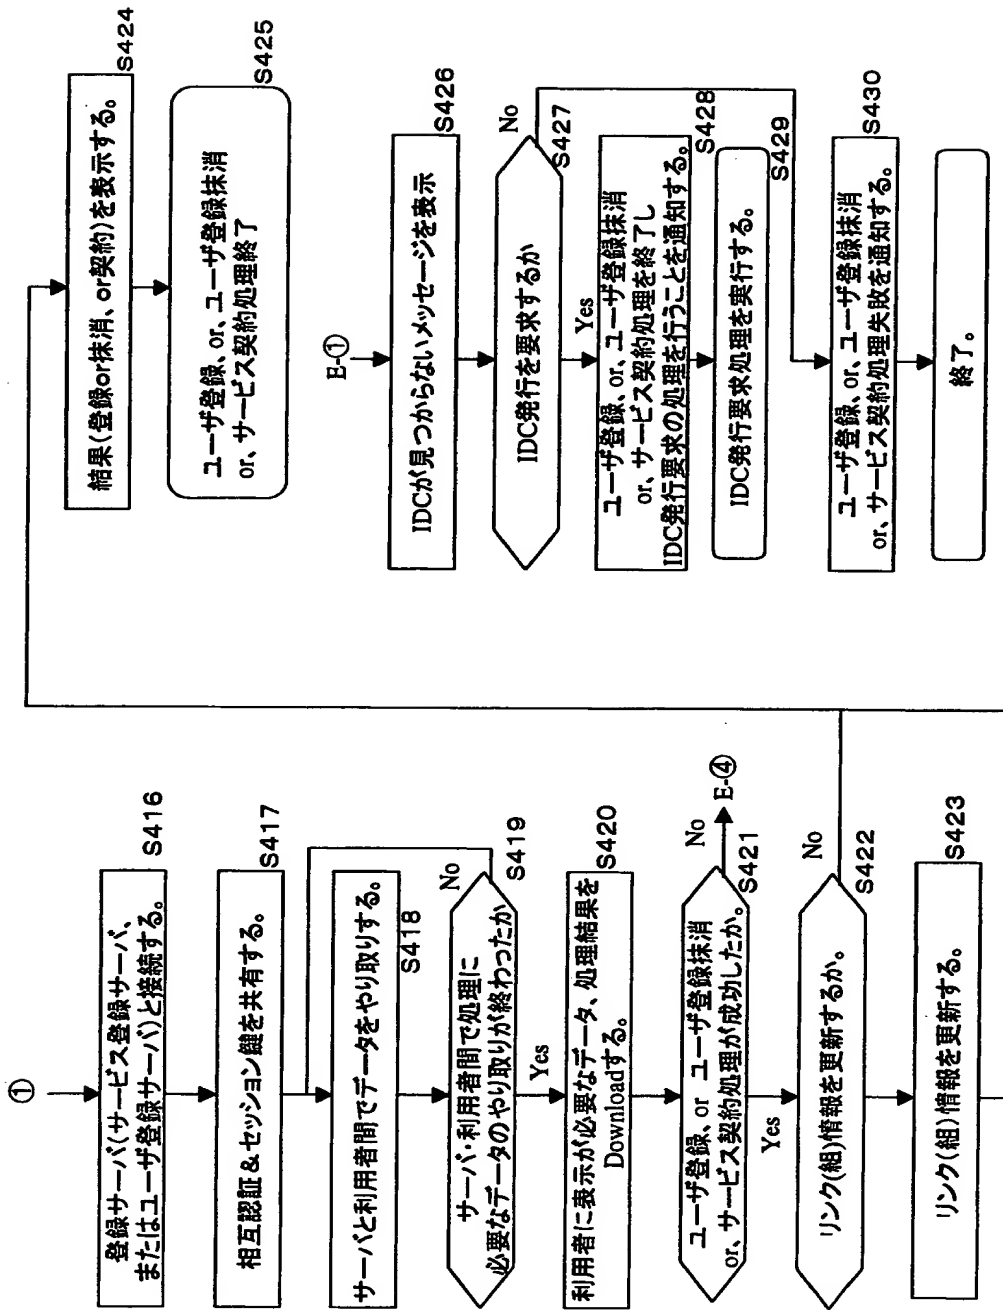 ①
登録サーバ(サービス登録サーバ、
またはユーザ登録サーバ)と接続する。
S416
相互認証&セッション鍵を共有する。
S417
サーバと利用者間でデータをやり取りする。
S418
サーバ・利用者間で処理に
必要なデータのやり取りが終わったか
No
S419
Yes
利用者に表示が必要なデータ、処理結果を
Downloadする。
S420
ユーザ登録、or ユーザ登録抹消
or、サービス契約処理が成功したか。
No
E-④
S421
Yes
リンク(組)情報を更新するか。
No
S422
リンク(組)情報を更新する。
S423
結果(登録or抹消、or契約)を表示する。
S424
ユーザ登録、or、ユーザ登録抹消
or、サービス契約処理終了
S425
E-①
IDCが見つからないメッセージを表示
S426
IDC発行を要求するか
No
S427
Yes
ユーザ登録、or、ユーザ登録抹消
or、サービス契約処理を終了し
IDC発行要求の処理を行うことを通知する。
S428
IDC発行要求処理を実行する。
S429
ユーザ登録、or、ユーザ登録抹消
or、サービス契約処理失敗を通知する。
S430
終了。